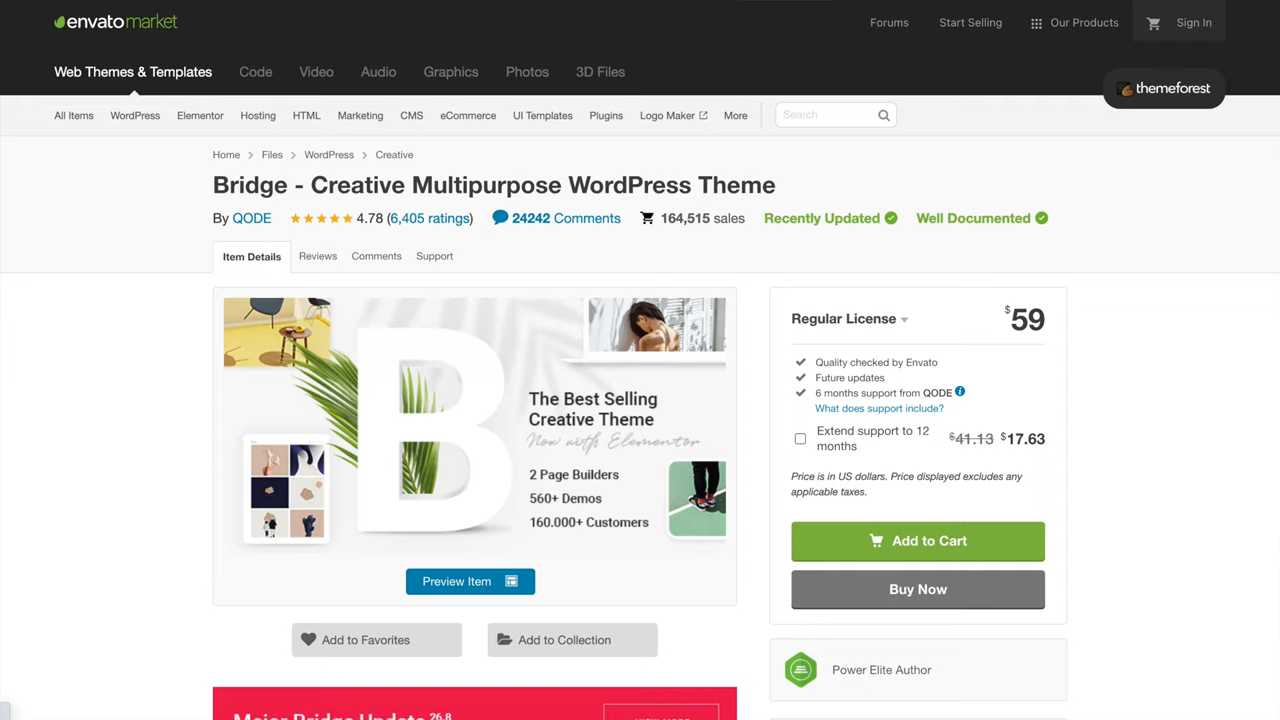 envatomarket
Forums
Start Selling
Our Products
Sign In
Web Themes & Templates
Code
Video
Audio
Graphics
Photos
3D Files
themeforest
All Items
WordPress
Elementor
Hosting
HTML
Marketing
CMS
eCommerce
UI Templates
Plugins
Logo Maker
More
Search
Home
Files
WordPress
Creative
Bridge - Creative Multipurpose WordPress Theme
By QODE
4.78 (6,405 ratings)
24242 Comments
164,515 sales
Recently Updated
Well Documented
Item Details
Reviews
Comments
Support
The Best Selling
Creative Theme
Now with Elementor
2 Page Builders
560+ Demos
160.000+ Customers
Preview Item
Add to Favorites
Add to Collection
Regular License
$59
Quality checked by Envato
Future updates
6 months support from QODE
What does support include?
Extend support to 12
months
$41.13 $17.63
Price is in US dollars. Price displayed excludes any
applicable taxes.
Add to Cart
Buy Now
Power Elite Author
Major Bridge Update 26.8
VIEW MORE